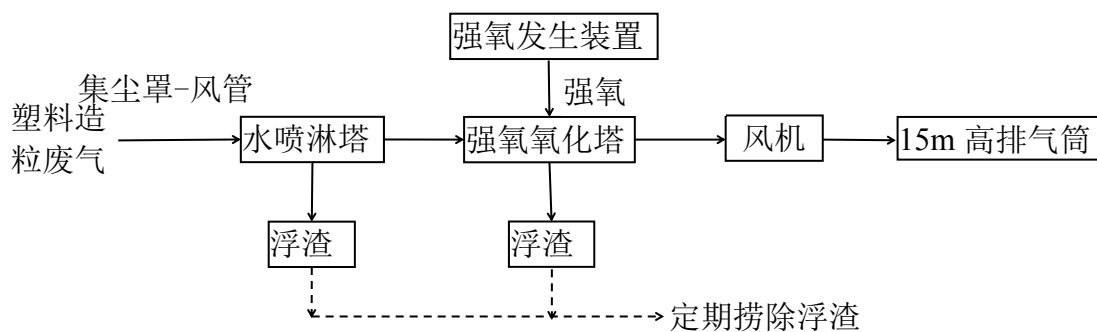 强氧发生装置
集尘罩-风管
强氧
塑料造
粒废气
水喷淋塔
强氧氧化塔
风机
15m 高排气筒
浮渣
浮渣
定期捞除浮渣